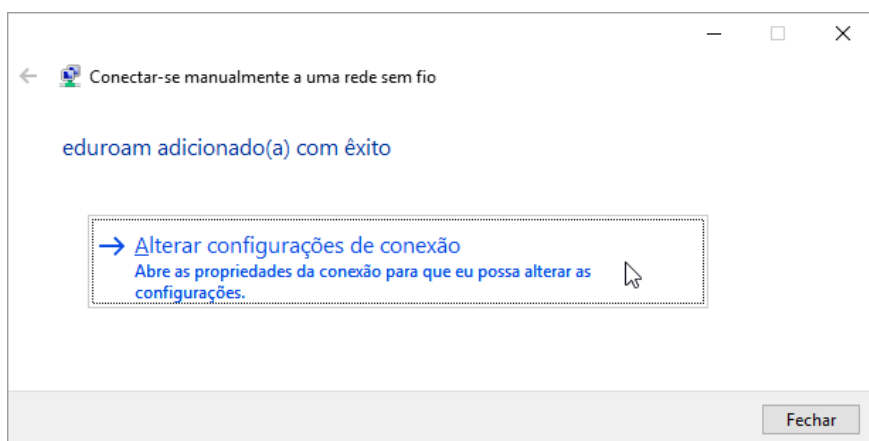 Conectar-se manualmente a uma rede sem fio
eduroam adicionado(a) com êxito
Alterar configurações de conexão
Abre as propriedades da conexão para que eu possa alterar as
configurações.
Fechar